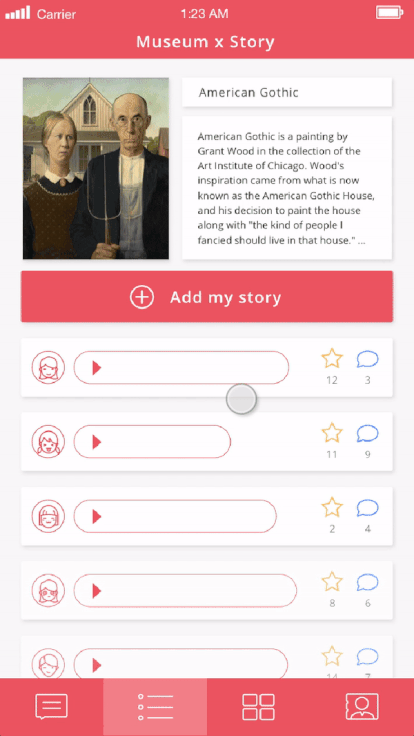 Carrier
1:23 AM
Museum x Story
American Gothic
American Gothic is a painting by
Grant Wood in the collection of the
Art Institute of Chicago. Wood's
inspiration came from what is now
known as the American Gothic House,
and his decision to paint the house
along with "the kind of people I
fancied should live in that house." ...
Add my story
12
3
11
9
2
4
8
6
14
7